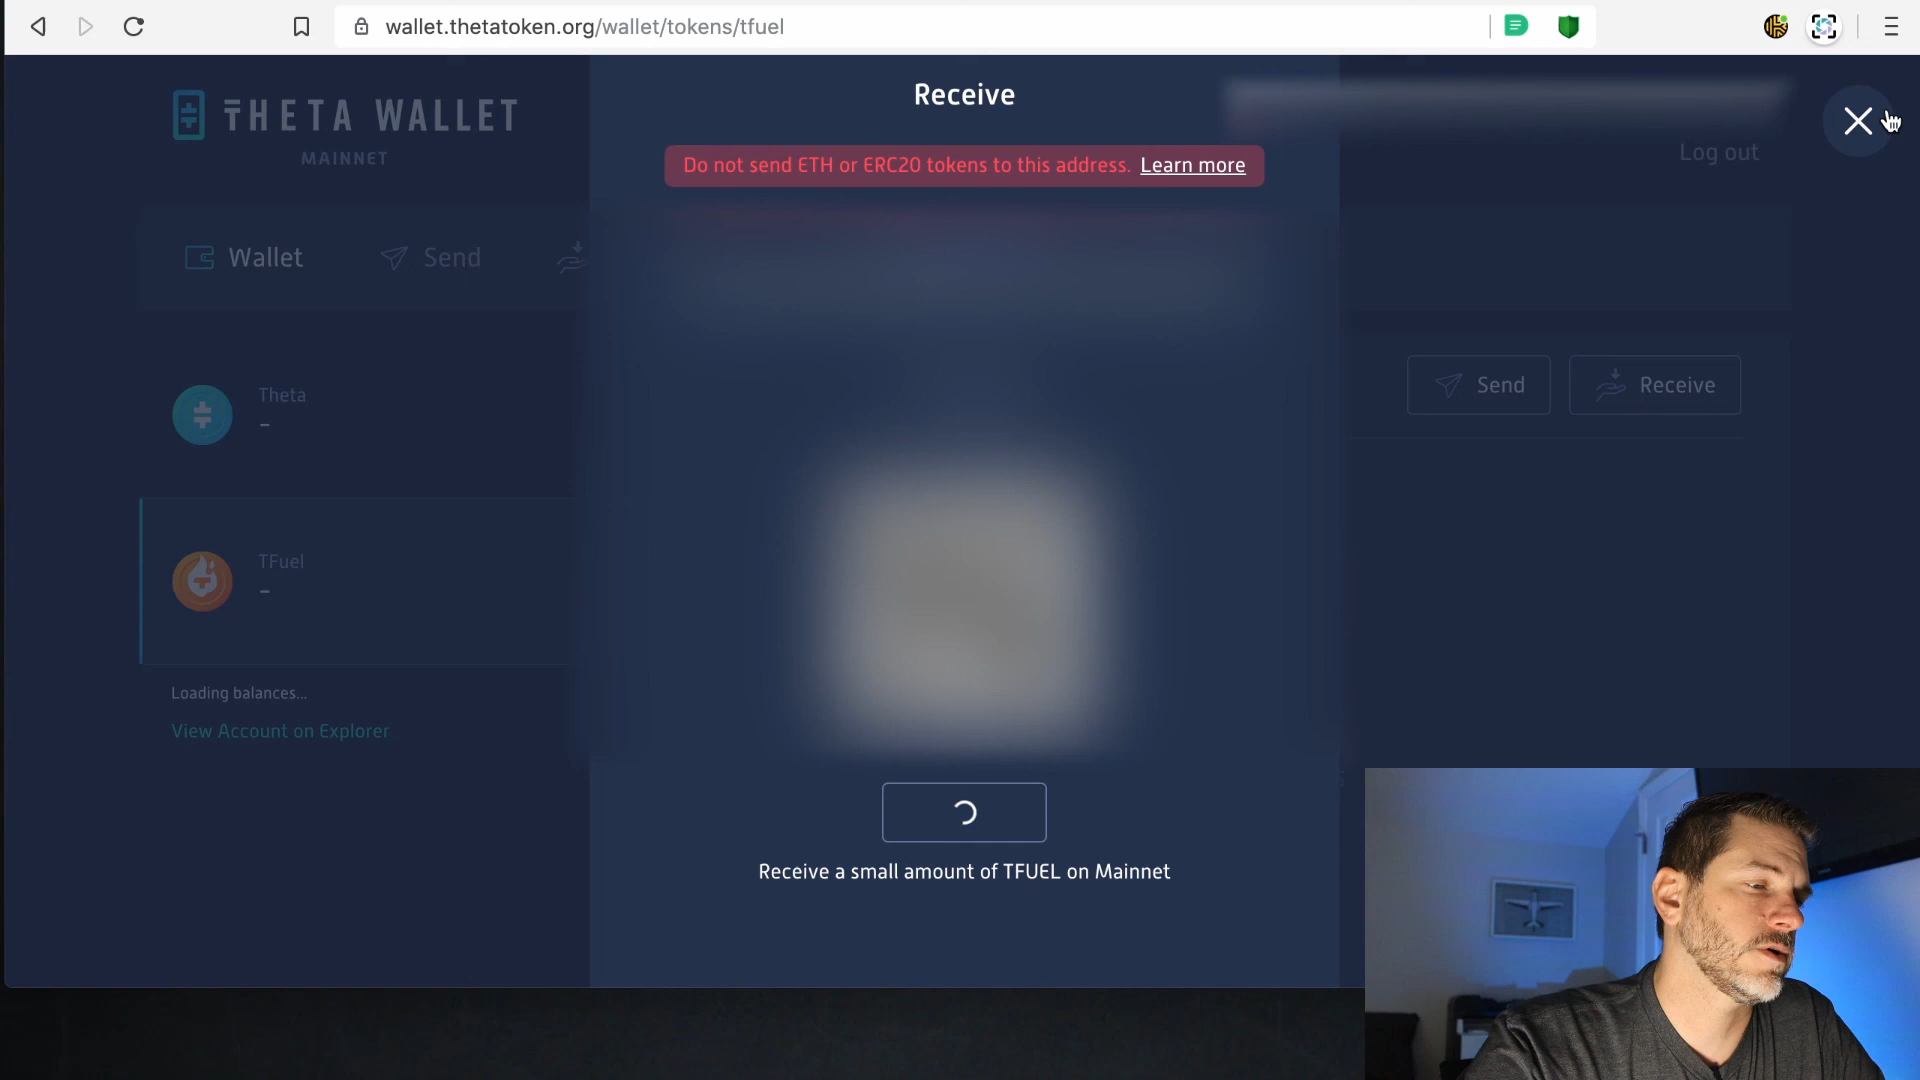 wallet.thetatoken.org/wallet/tokens/tfuel
THETA WALLET
MAINNET
Receive
Do not send ETH or ERC20 tokens to this address. Learn more
Log out
Wallet
Send
Send
Receive
Theta
-
TFuel
-
Loading balances...
View Account on Explorer
Receive a small amount of TFUEL on Mainnet